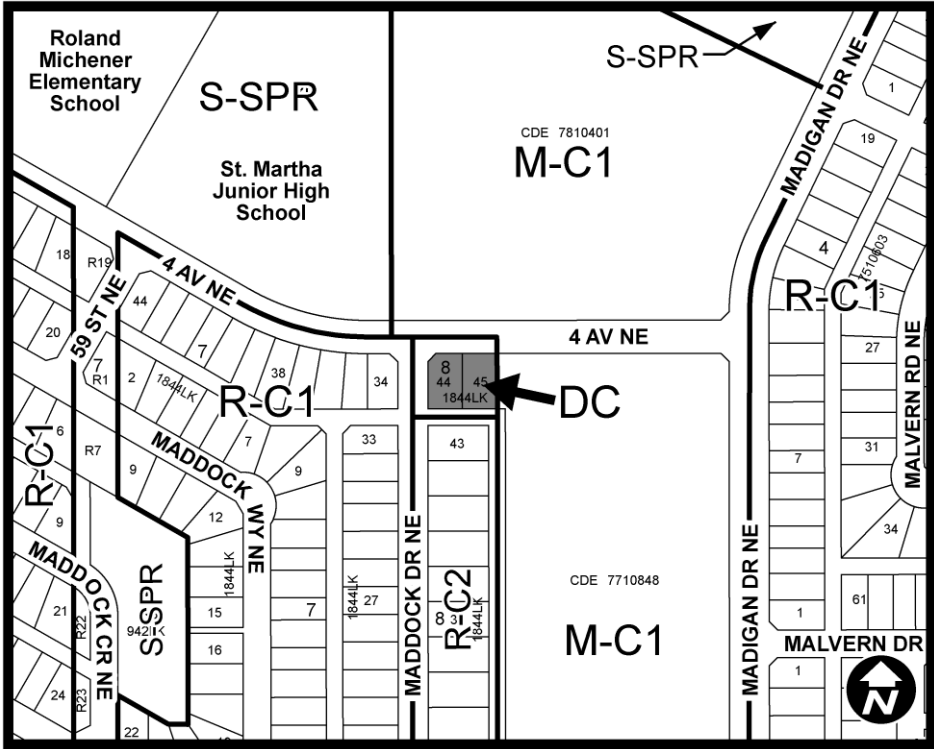 Roland
Michener
Elementary
School
S-SPR
St. Martha
Junior High
School
S-SPR
CDE 7810401
M-C1
MADIGAN DR NE
1
19
4
7510603
R-C1
27
31
34
MALVERN RD NE
18
R19
59 ST NE
4 AV NE
4 AV NE
44
20
7
R1
2
1844LK
7
38
34
R-C1
8
44
45
1844LK
DC
6
R7
R-C1
9
MADDOCK
WY NE
7
9
33
43
9
12
MADDOCK CR NE
S-SPR
1844LK
1844LK
15
7
27
MADDOCK DR NE
R-C2
8
1844LK
CDE 7710848
M-C1
MADIGAN DR NE
7
61
1
MALVERN DR
1
21
R22
16
24
R23
22
N